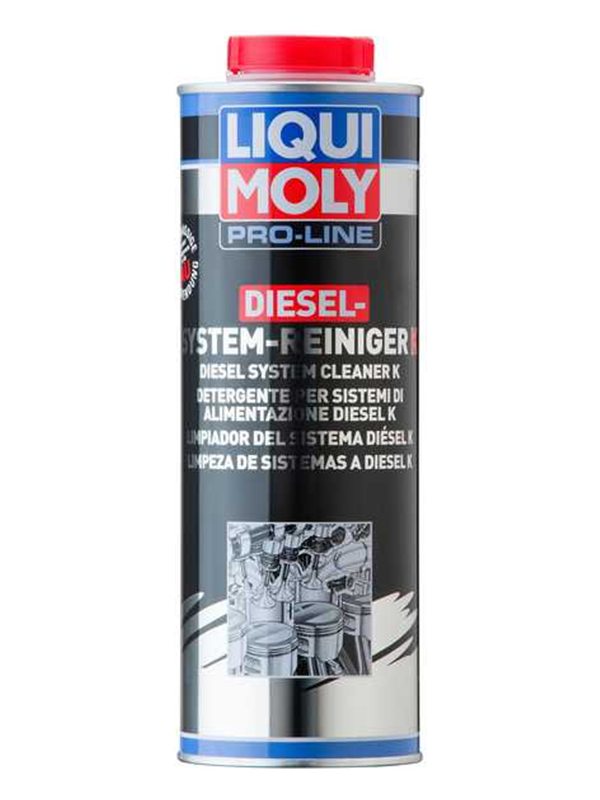 LIQUI
MOLY
PRO-LINE
DIESEL-
SYSTEM-REINIGER K
DIESEL SYSTEM CLEANER K
DETERGENTE PER SISTEMI DI
ALIMENTAZIONE DIESEL K
LIMPIADOR DEL SISTEMA DIÉSEL K
LIMPEZA DE SISTEMAS A DIESEL K